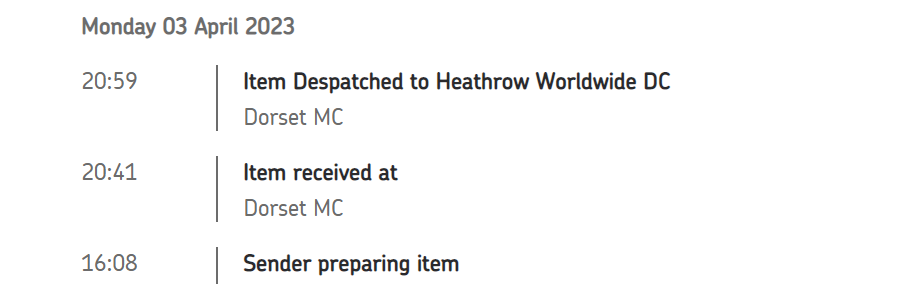 Monday 03 April 2023
20:59 Item Despatched to Heathrow Worldwide DC
Dorset MC
20:41 Item received at
Dorset MC
16:08 Sender preparing item